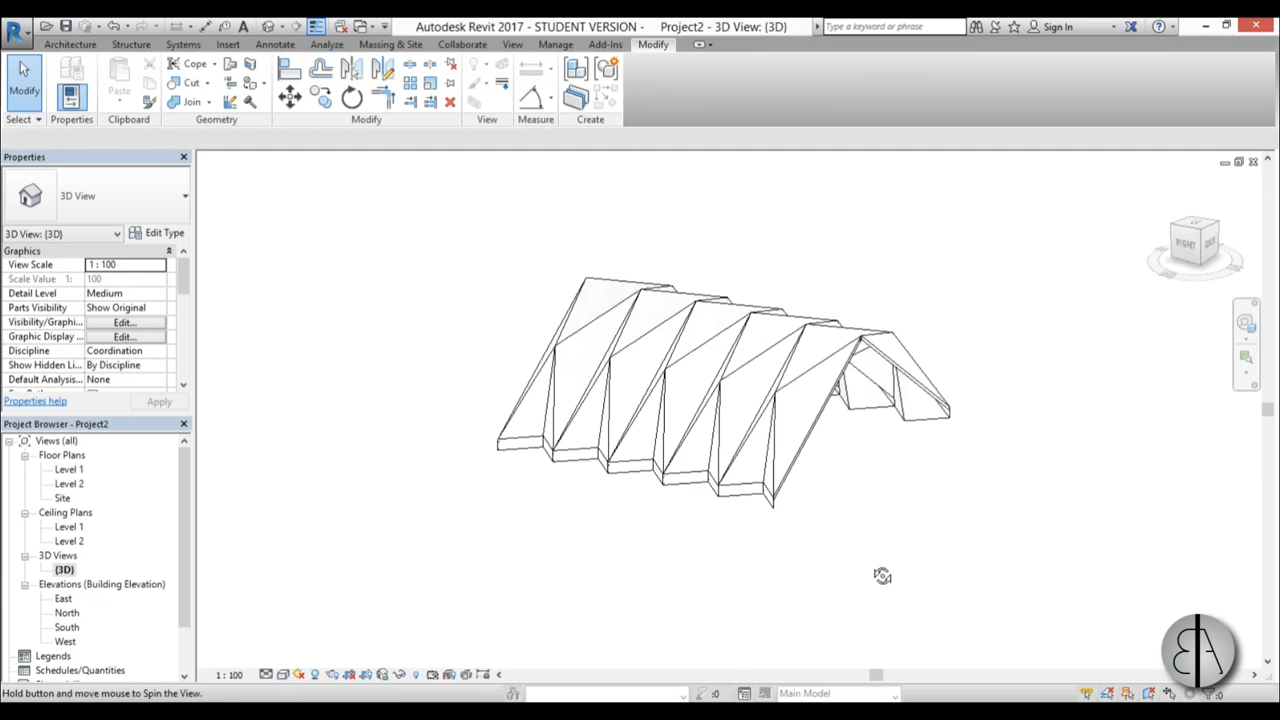 Autodesk Revit 2017 - STUDENT VERSION - Project2 - 3D View: {3D}
Type a keyword or phrase
Sign In
Architecture Structure Systems Insert Annotate Analyze Massing & Site Collaborate View Manage Add-Ins Modify
Modify
Paste
Cope
Cut
Join
Select Properties Clipboard Geometry Modify View Measure Create
Properties
3D View
3D View: {3D} Edit Type
Graphics
View Scale 1 : 100
Scale Value 1: 100
Detail Level Medium
Parts Visibility Show Original
Visibility/Graphi... Edit...
Graphic Display ... Edit...
Discipline Coordination
Show Hidden Li... By Discipline
Default Analysis... None
Properties help Apply
Project Browser - Project2
Views (all)
Floor Plans
Level 1
Level 2
Site
Ceiling Plans
Level 1
Level 2
3D Views
{3D}
Elevations (Building Elevation)
East
North
South
West
Legends
Schedules/Quantities
RIGHT BACK
1 : 100
Hold button and move mouse to Spin the View.
:0 Main Model :0